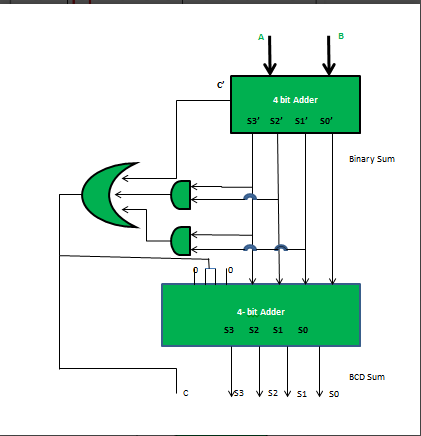 A B
C'
4 bit Adder
S3' S2' S1' S0'
Binary Sum
0 0
4- bit Adder
S3 S2 S1 S0
BCD Sum
C S3 S2 S1 S0